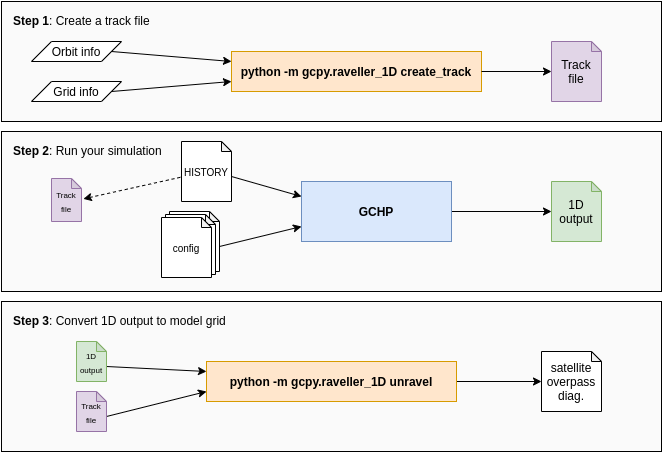 Step 1: Create a track file
Orbit info
Grid info
python -m gcpy.raveller_1D create_track
Track
file
Step 2: Run your simulation
HISTORY
Track
file
config
GCHP
1D
output
Step 3: Convert 1D output to model grid
1D
output
Track
file
python -m gcpy.raveller_1D unravel
satellite
overpass
diag.